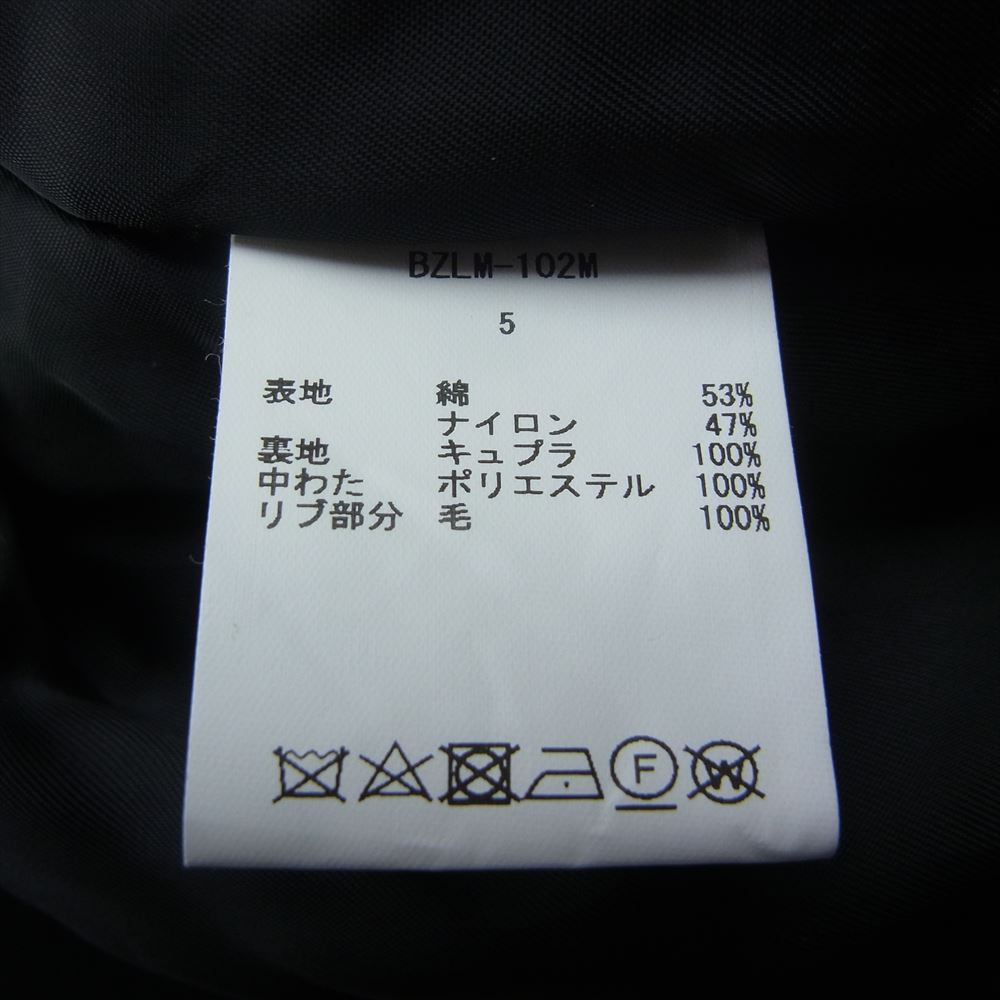 BZLM-102M
5
表地 綿 53%
ナイロン 47%
裏地 キュプラ 100%
中わた ポリエステル 100%
リブ部分 毛 100%
F W